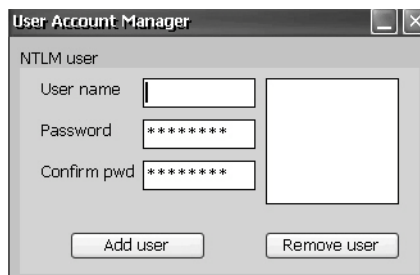 User Account Manager
NTLM user
User name
Password ********
Confirm pwd ********
Add user Remove user